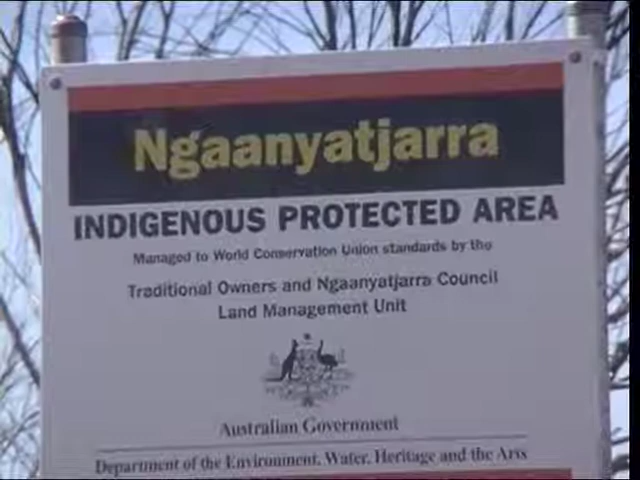 Ngaanyatjarra
INDIGENOUS PROTECTED AREA
Managed to World Conservation Union standards by the
Traditional Owners and Ngaanyatjarra Council
Land Management Unit
Australian Government
Department of the Environment, Water, Heritage and the Arts